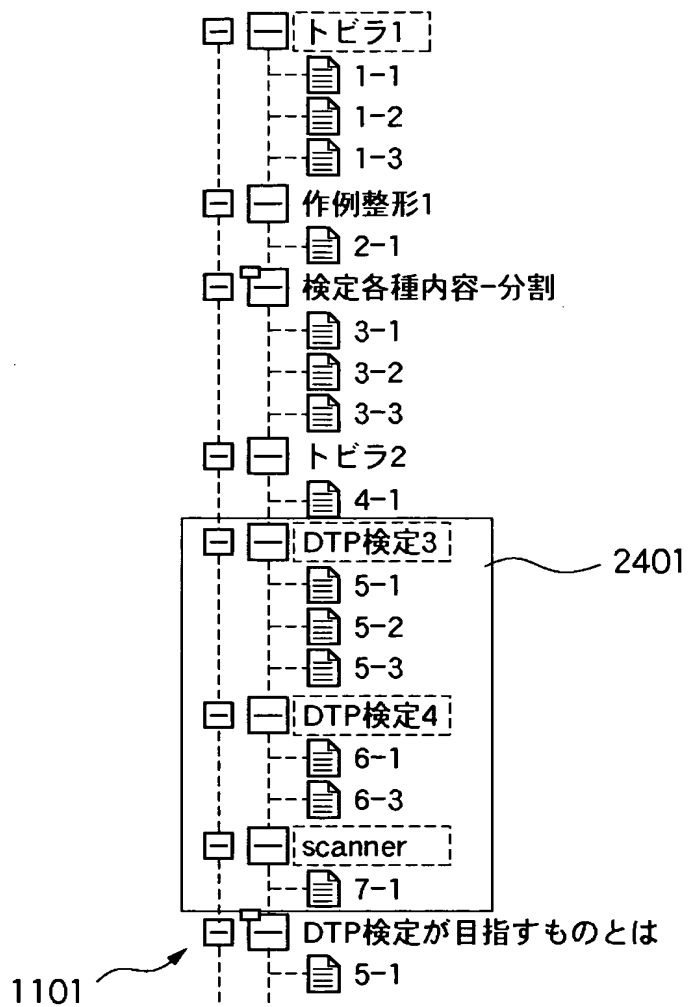 トビラ1
1-1
1-2
1-3
作例整形1
2-1
検定各種内容-分割
3-1
3-2
3-3
トビラ2
4-1
DTP検定3
2401
5-1
5-2
5-3
DTP検定4
6-1
6-3
scanner
7-1
DTP検定が目指すものとは
5-1
1101